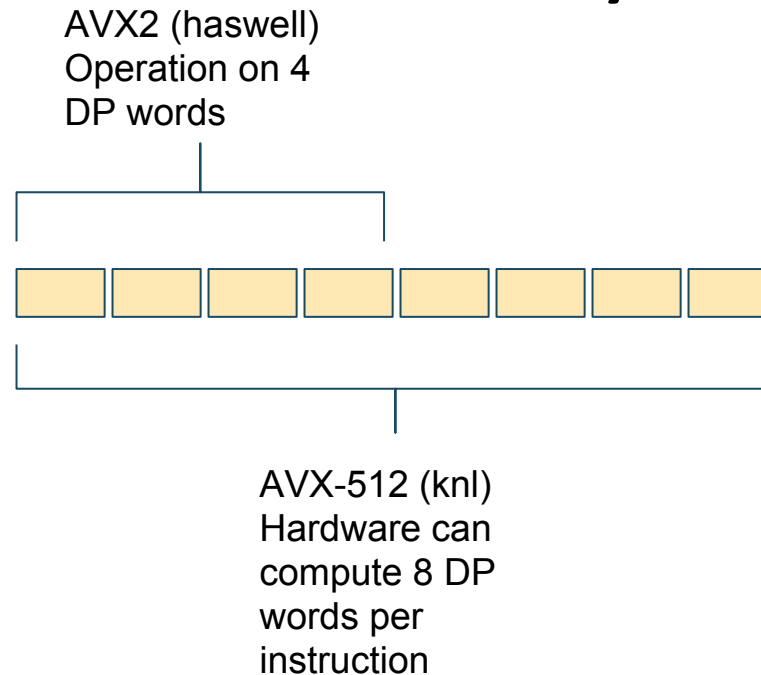 AVX2 (haswell)
Operation on 4
DP words
AVX-512 (knl)
Hardware can
compute 8 DP
words per
instruction